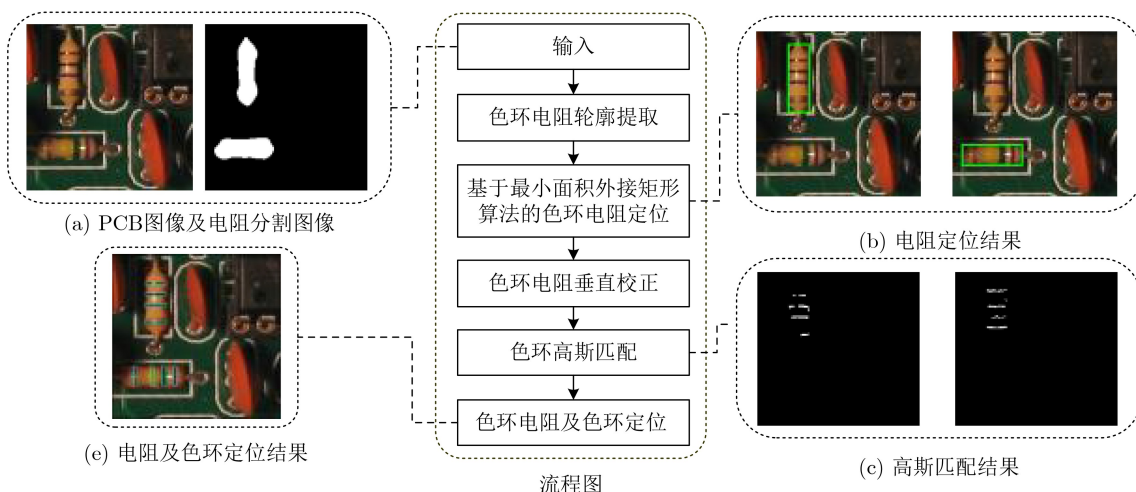 输入
色环电阻轮廓提取
基于最小面积外接矩形
算法的色环电阻定位
色环电阻垂直校正
色环高斯匹配
色环电阻及色环定位
流程图
(a) PCB图像及电阻分割图像
(b) 电阻定位结果
(e) 电阻及色环定位结果
(c) 高斯匹配结果